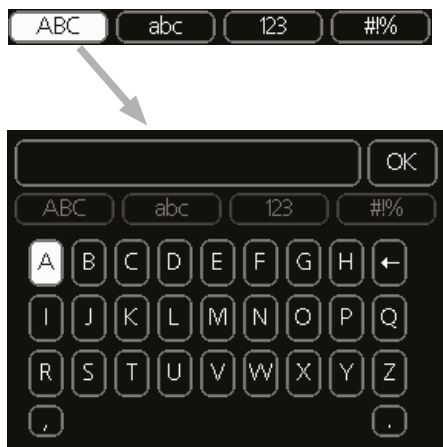 ABC abc 123 #!%
OK
ABC abc 123 #!%
A B C D E F G H ←
I J K L M N O P Q
R S T U V W X Y Z
, .